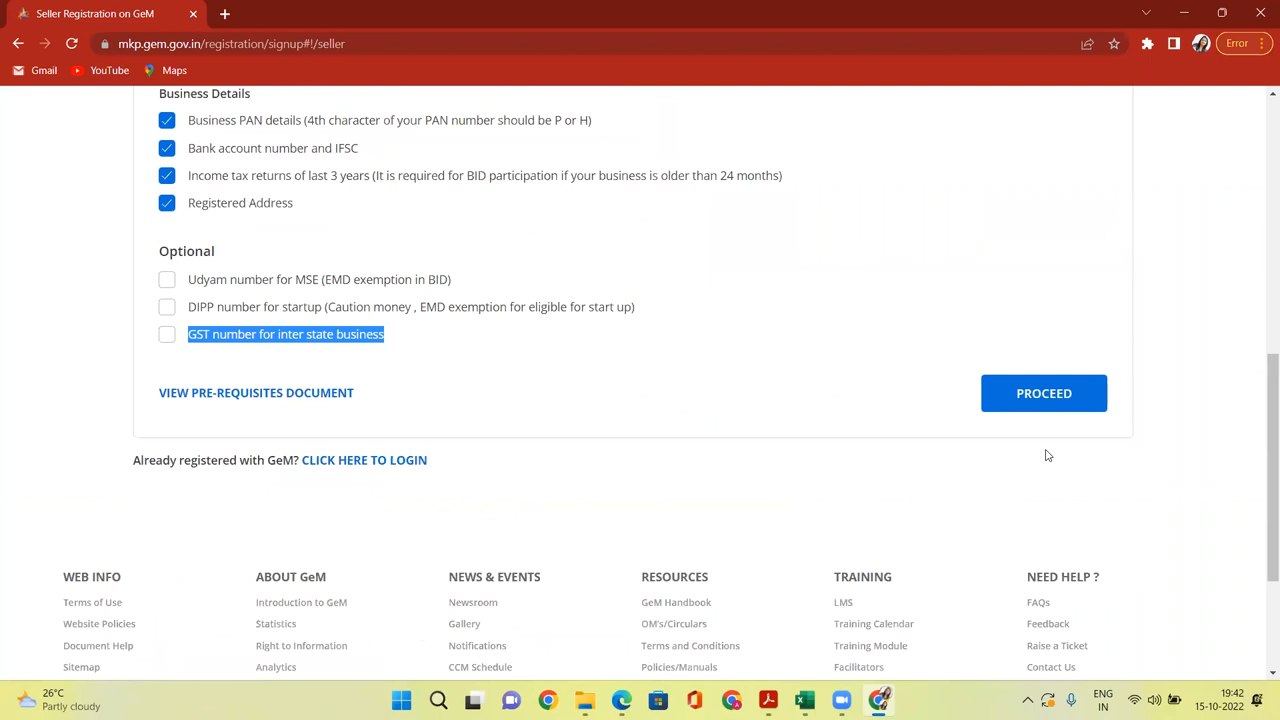 Seller Registration on GeM
mkp.gem.gov.in/registration/signup#!/seller
Error
Gmail
YouTube
Maps
Business Details
Business PAN details (4th character of your PAN number should be P or H)
Bank account number and IFSC
Income tax returns of last 3 years (It is required for BID participation if your business is older than 24 months)
Registered Address
Optional
Udyam number for MSE (EMD exemption in BID)
DIPP number for startup (Caution money , EMD exemption for eligible for start up)
GST number for inter state business
VIEW PRE-REQUISITES DOCUMENT
PROCEED
Already registered with GeM? CLICK HERE TO LOGIN
WEB INFO
Terms of Use
Website Policies
Document Help
Sitemap
ABOUT GeM
Introduction to GeM
Statistics
Right to Information
Analytics
NEWS & EVENTS
Newsroom
Gallery
Notifications
CCM Schedule
RESOURCES
GeM Handbook
OM's/Circulars
Terms and Conditions
Policies/Manuals
TRAINING
LMS
Training Calendar
Training Module
Facilitators
NEED HELP ?
FAQs
Feedback
Raise a Ticket
Contact Us
26°C
Partly cloudy
ENG
IN
19:42
15-10-2022